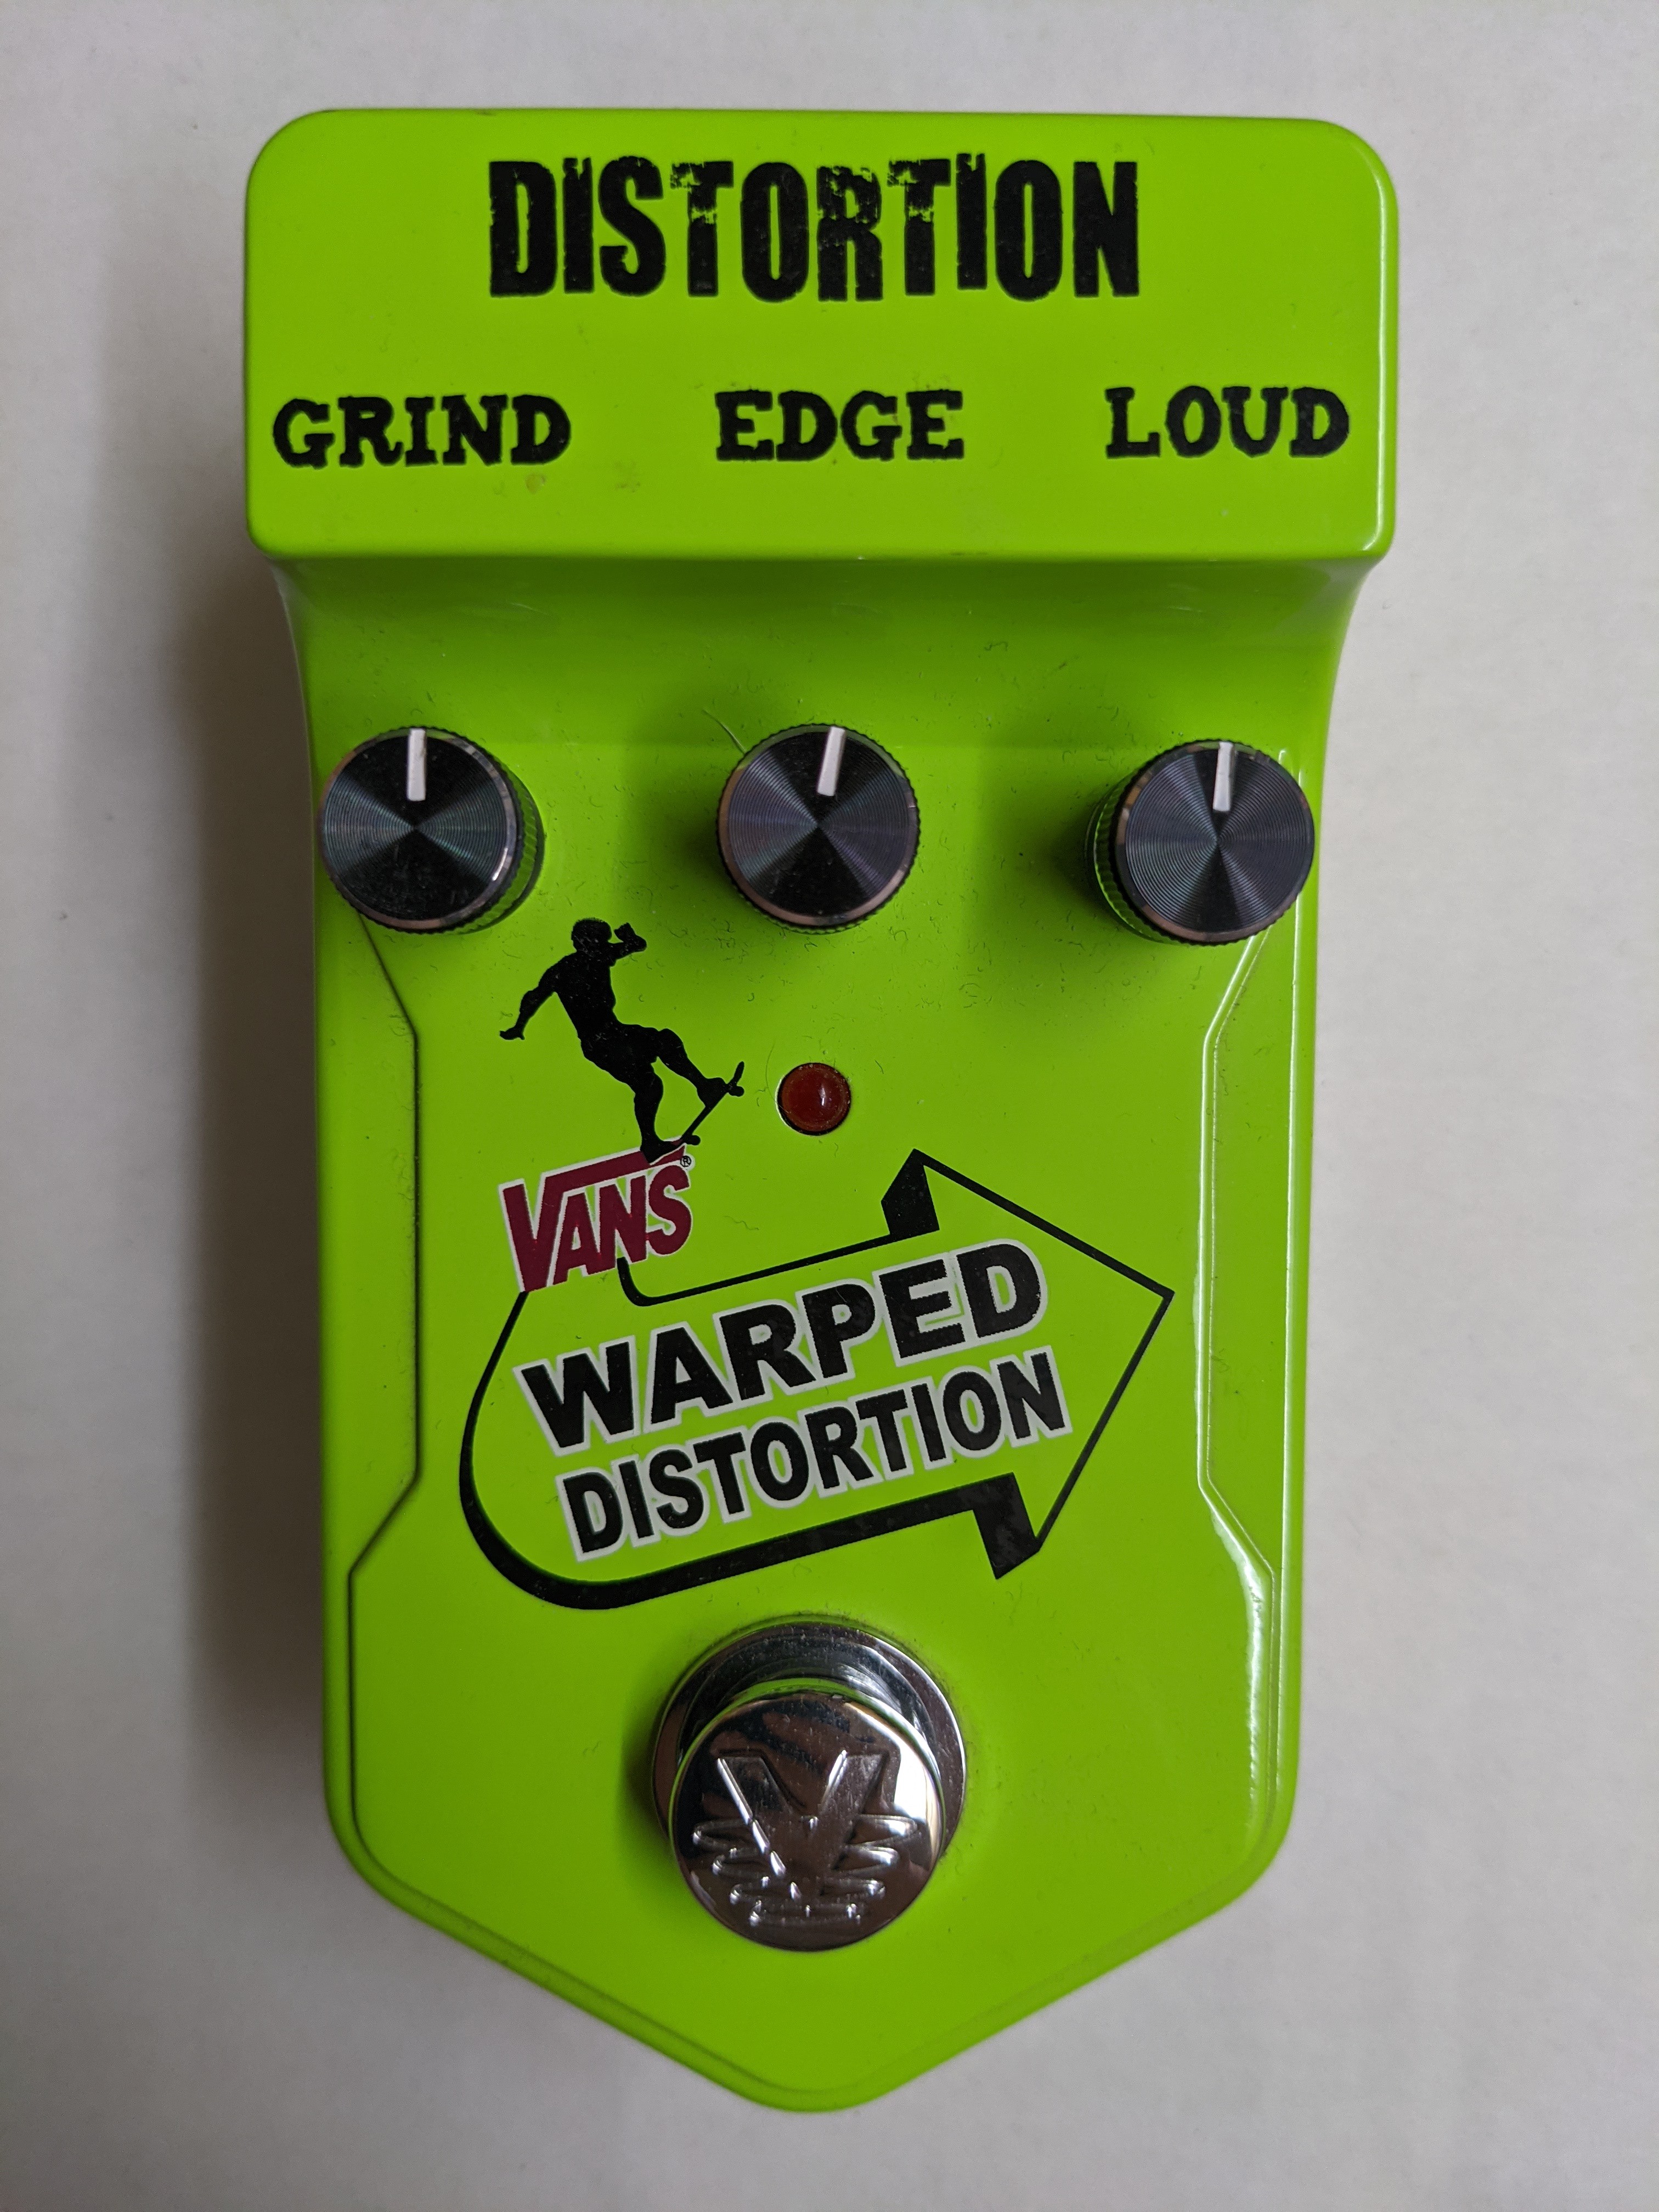 DISTORTION
GRIND EDGE LOUD
VANS®
WARPED
DISTORTION
V